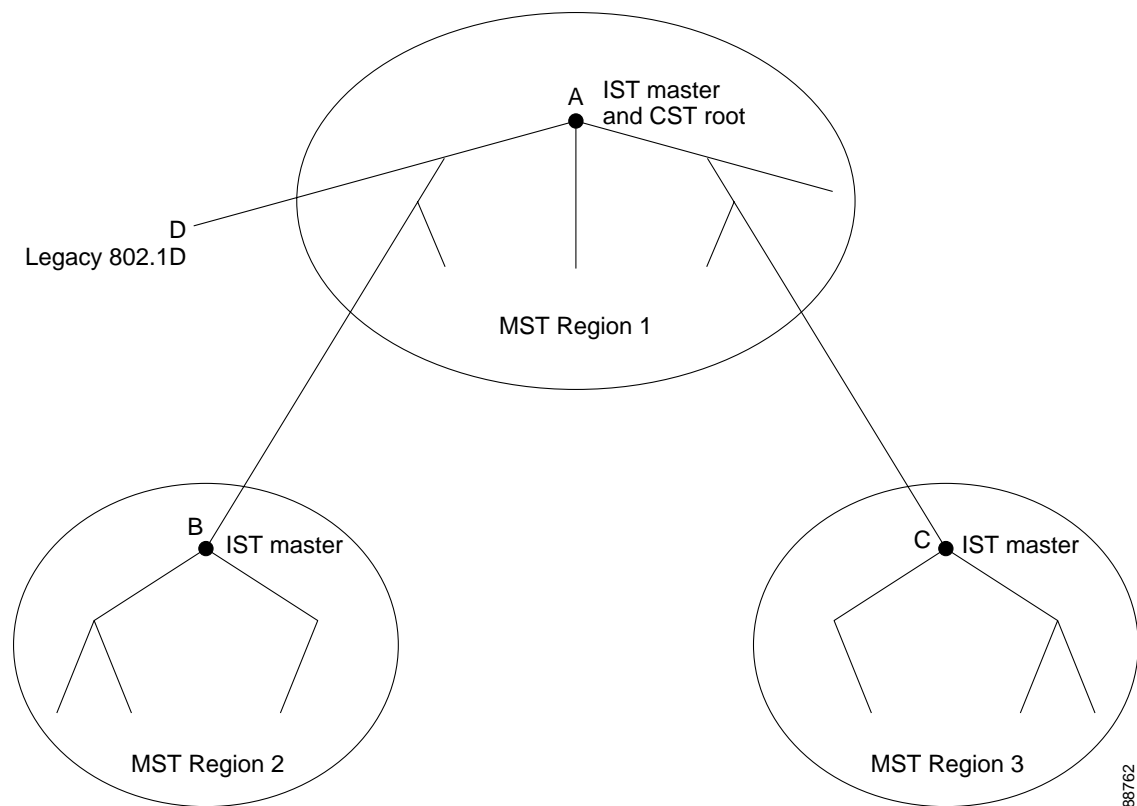 A
IST master
and CST root
D
Legacy 802.1D
MST Region 1
B
IST master
C
IST master
MST Region 2
MST Region 3
88762